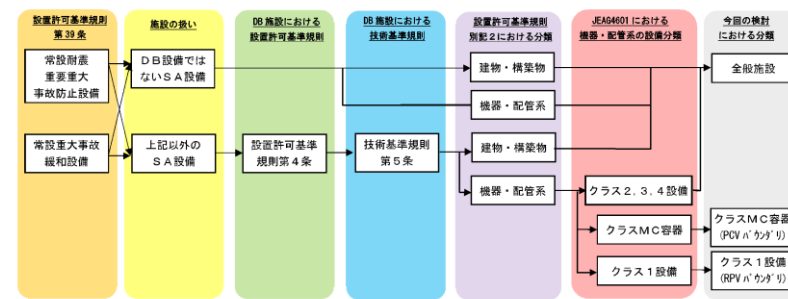 設置許可基準規則
第39条
施設の扱い
DB施設における
設置許可基準規則
DB施設における
技術基準規則
設置許可基準規則
別記2における分類
JEAG4601における
機器・配管系の設備分類
今回の検討
における分類
常設耐震
重要重大
事故防止設備
DB設備では
ないSA設備
建物・構築物
全般施設
機器・配管系
常設重大事故
緩和設備
上記以外の
SA設備
設置許可基準
規則第4条
技術基準規則
第5条
建物・構築物
機器・配管系
クラス2,3,4設備
クラスMC容器
クラスMC容器
(PCVバウンダリ)
クラス1設備
クラス1設備
(RPVバウンダリ)